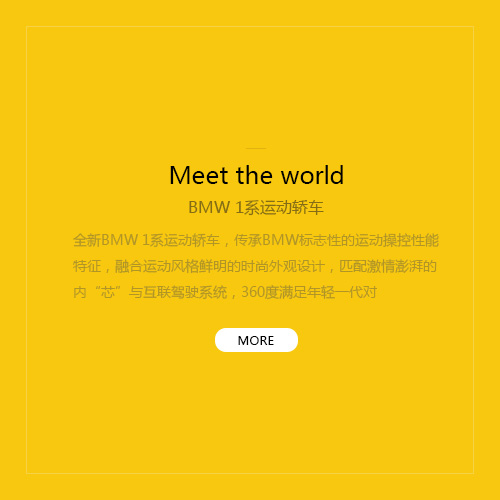 Meet the world
BMW 1系运动轿车
全新BMW 1系运动轿车，传承BMW标志性的运动操控性能
特征，融合运动风格鲜明的时尚外观设计，匹配激情澎湃的
内“芯”与互联驾驶系统，360度满足年轻一代对
MORE